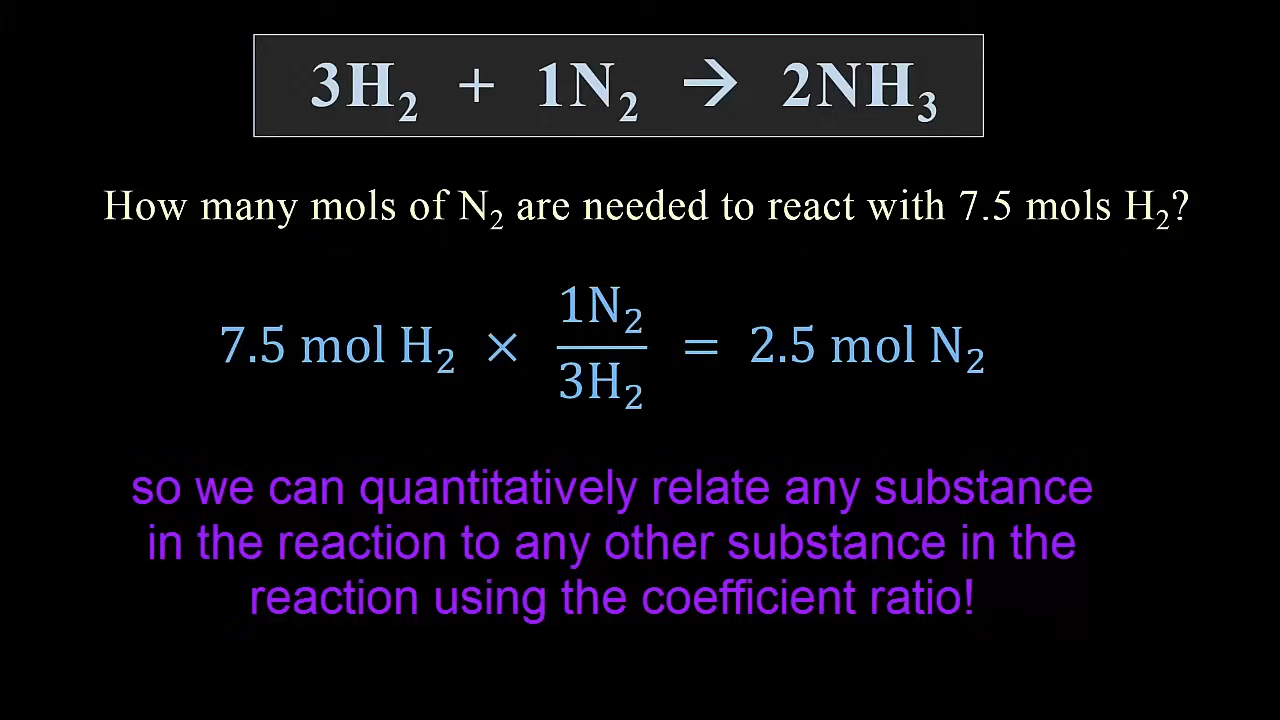 3H₂ + 1N₂ → 2NH₃
How many mols of N₂ are needed to react with 7.5 mols H₂?
7.5 mol H₂ × 1N₂/3H₂ = 2.5 mol N₂
so we can quantitatively relate any substance
in the reaction to any other substance in the
reaction using the coefficient ratio!